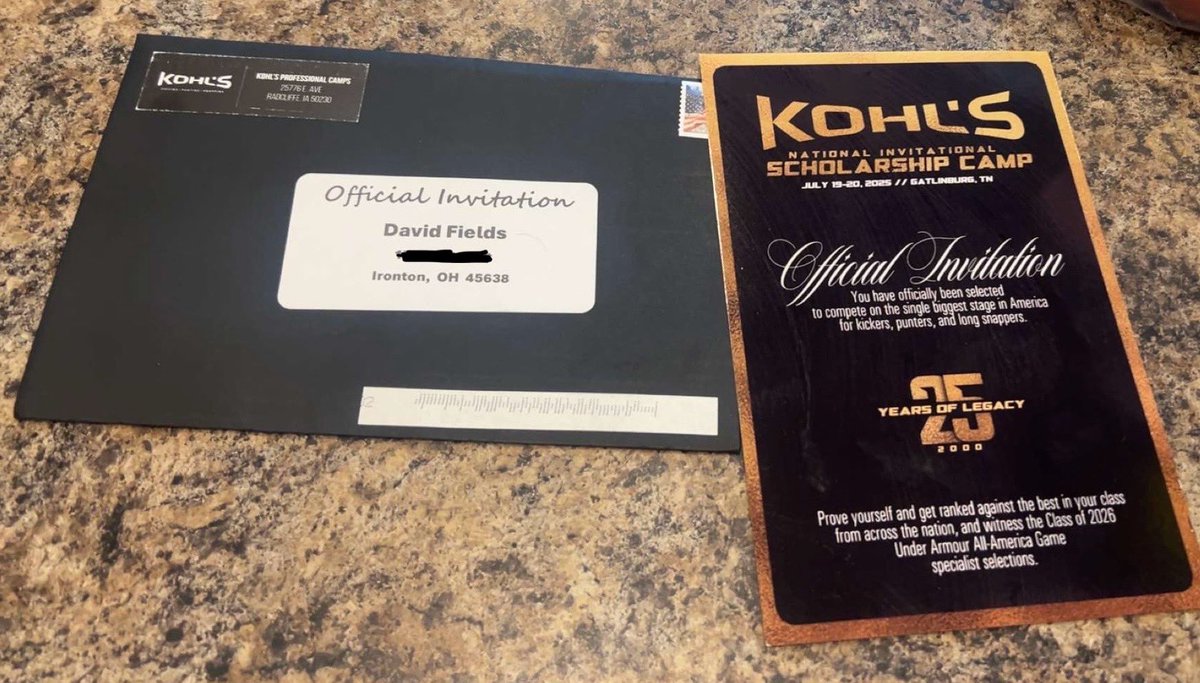 KOHL'S
KOHL'S PROFESSIONAL CAMPS
25776 E. AVE
RADCLIFFE, IA 50230
Official Invitation
David Fields
Ironton, OH 45638
KOHL'S
NATIONAL INVITATIONAL
SCHOLARSHIP CAMP
JULY 19-20, 2025 // GATLINBURG, TN
Official Invitation
You have officially been selected
to compete on the single biggest stage in America
for kickers, punters, and long snappers.
25
YEARS OF LEGACY
2000
Prove yourself and get ranked against the best in your class
from across the nation, and witness the Class of 2026
Under Armour All-America Game
specialist selections.